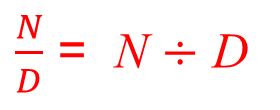 N/D = N ÷ D